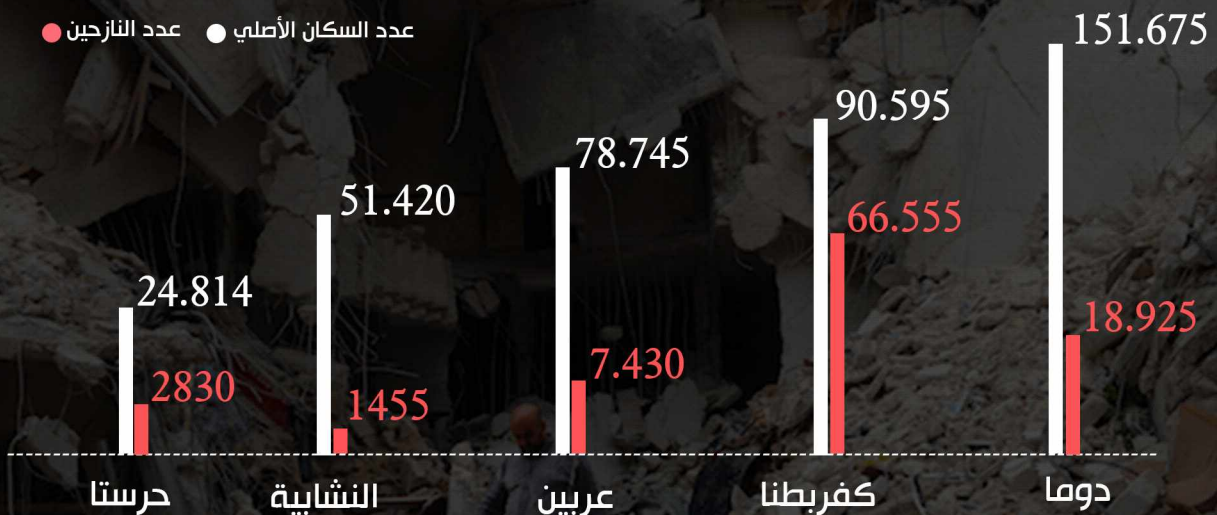 عدد السكان الأصلي
عدد النازحين
151.675
18.925
90.595
66.555
78.745
7.430
51.420
1455
24.814
2830
دوما
كفربطنا
عربين
النشابية
حرستا